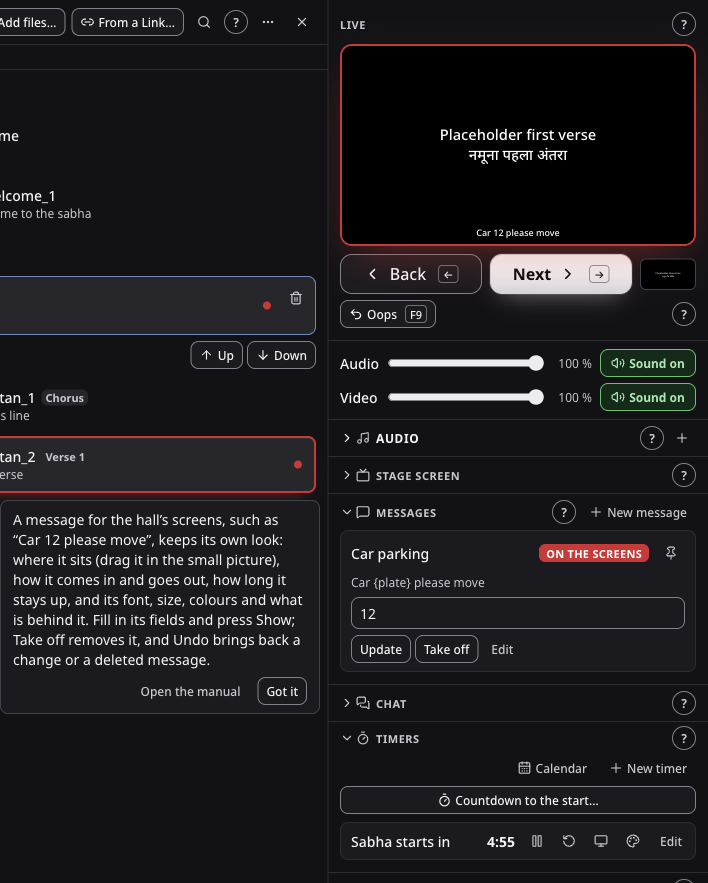 Add files...
From a Link...
?
me
elcome_1
me to the sabha
Up
Down
tan_1 Chorus
s line
tan_2 Verse 1
erse
A message for the hall's screens, such as
“Car 12 please move”, keeps its own look:
where it sits (drag it in the small picture),
how it comes in and goes out, how long it
stays up, and its font, size, colours and what
is behind it. Fill in its fields and press Show;
Take off removes it, and Undo brings back a
change or a deleted message.
Open the manual
Got it
LIVE
?
Placeholder first verse
नमूना पहला अंतरा
Car 12 please move
Back
Next
Oops F9
?
Audio 100 % Sound on
Video 100 % Sound on
AUDIO ?
STAGE SCREEN ?
MESSAGES ? New message
Car parking ON THE SCREENS
Car {plate} please move
12
Update Take off Edit
CHAT ?
TIMERS ?
Calendar New timer
Countdown to the start...
Sabha starts in 4:55 Edit